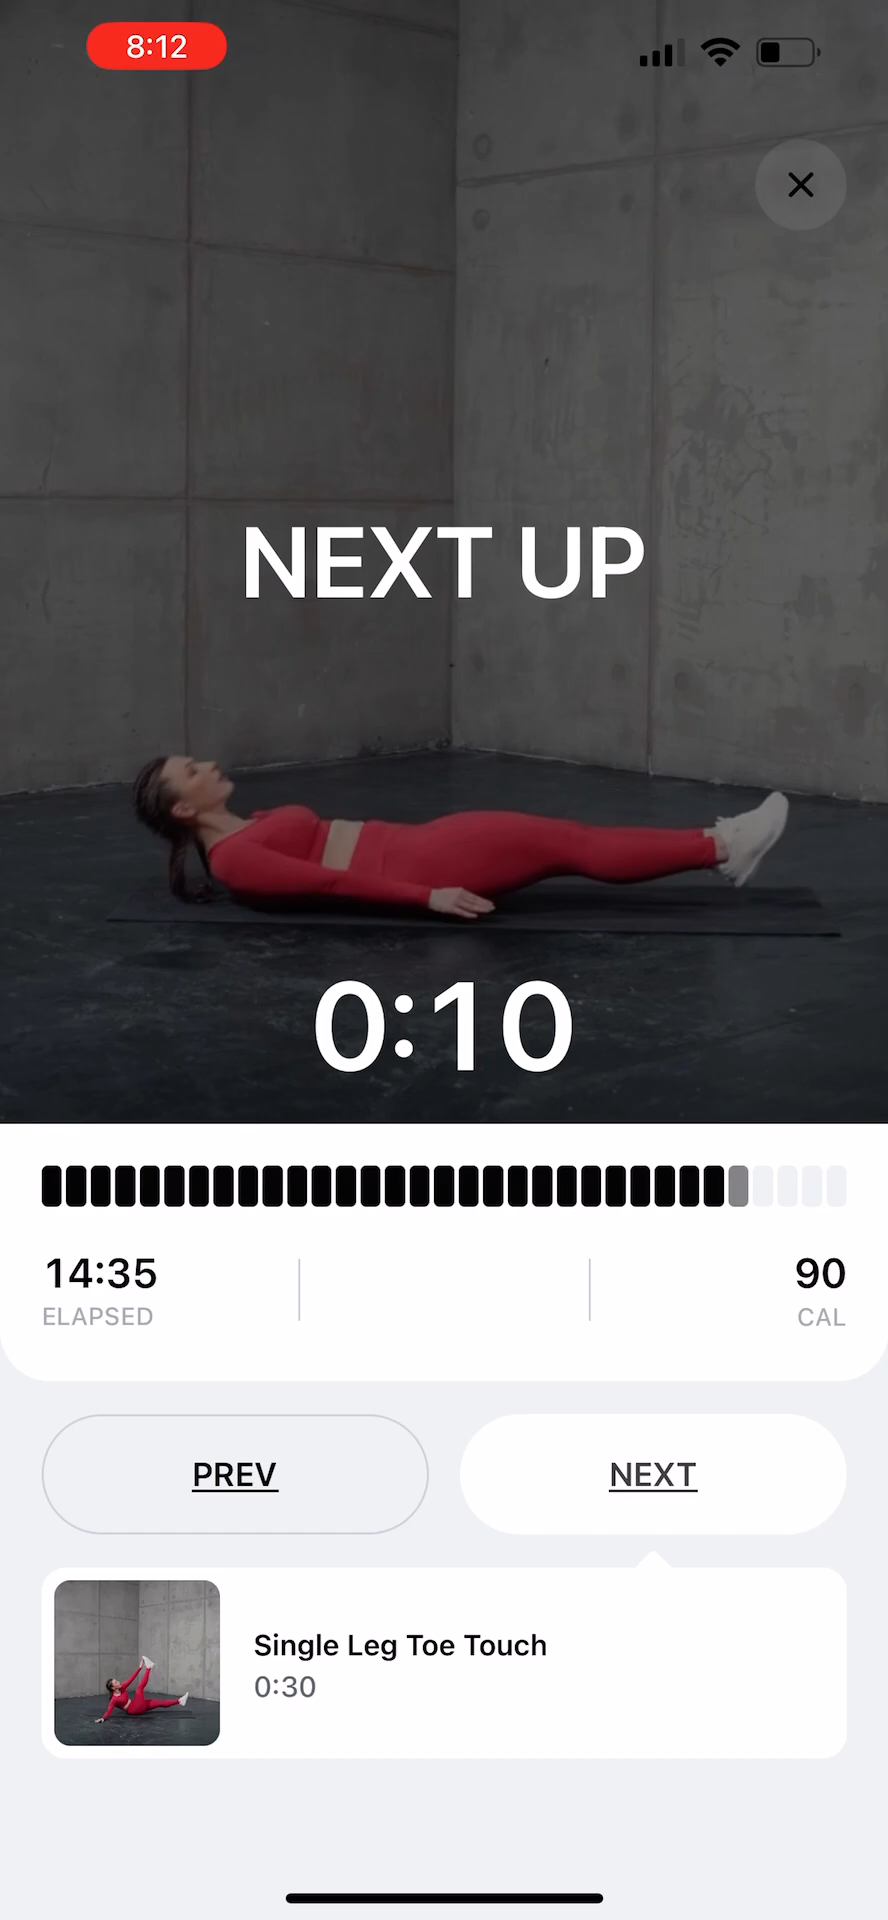 8:12
NEXT UP
0:10
14:35
ELAPSED
90
CAL
PREV
NEXT
Single Leg Toe Touch
0:30